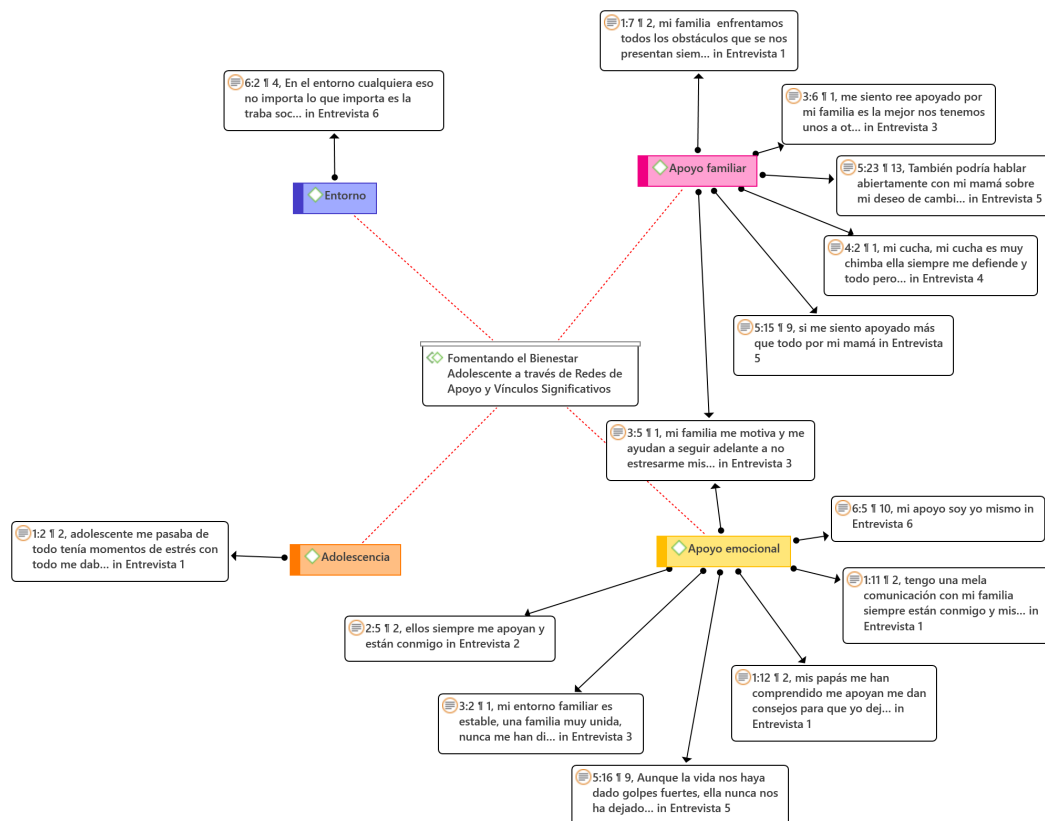 1:7 ¶ 2, mi familia  enfrentamos
todos los obstáculos que se nos
presentan siem... in Entrevista 1
6:2 ¶ 4, En el entorno cualquiera eso
no importa lo que importa es la
traba soc... in Entrevista 6
3:6 ¶ 1, me siento ree apoyado por
mi familia es la mejor nos tenemos
unos a ot... in Entrevista 3
Apoyo familiar
5:23 ¶ 13, También podría hablar
abiertamente con mi mamá sobre
mi deseo de cambi... in Entrevista 5
Entorno
4:2 ¶ 1, mi cucha, mi cucha es muy
chimba ella siempre me defiende y
todo pero... in Entrevista 4
5:15 ¶ 9, si me siento apoyado más
que todo por mi mamá in Entrevista
5
Fomentando el Bienestar
Adolescente a través de Redes de
Apoyo y Vínculos Significativos
3:5 ¶ 1, mi familia me motiva y me
ayudan a seguir adelante a no
estresarme mis... in Entrevista 3
6:5 ¶ 10, mi apoyo soy yo mismo in
Entrevista 6
1:2 ¶ 2, adolescente me pasaba de
todo tenía momentos de estrés con
todo me dab... in Entrevista 1
Adolescencia
Apoyo emocional
1:11 ¶ 2, tengo una mela
comunicación con mi familia
siempre están conmigo y mis... in
Entrevista 1
2:5 ¶ 2, ellos siempre me apoyan y
están conmigo in Entrevista 2
1:12 ¶ 2, mis papás me han
comprendido me apoyan me dan
consejos para que yo dej... in
Entrevista 1
3:2 ¶ 1, mi entorno familiar es
estable, una familia muy unida,
nunca me han di... in Entrevista 3
5:16 ¶ 9, Aunque la vida nos haya
dado golpes fuertes, ella nunca nos
ha dejado... in Entrevista 5